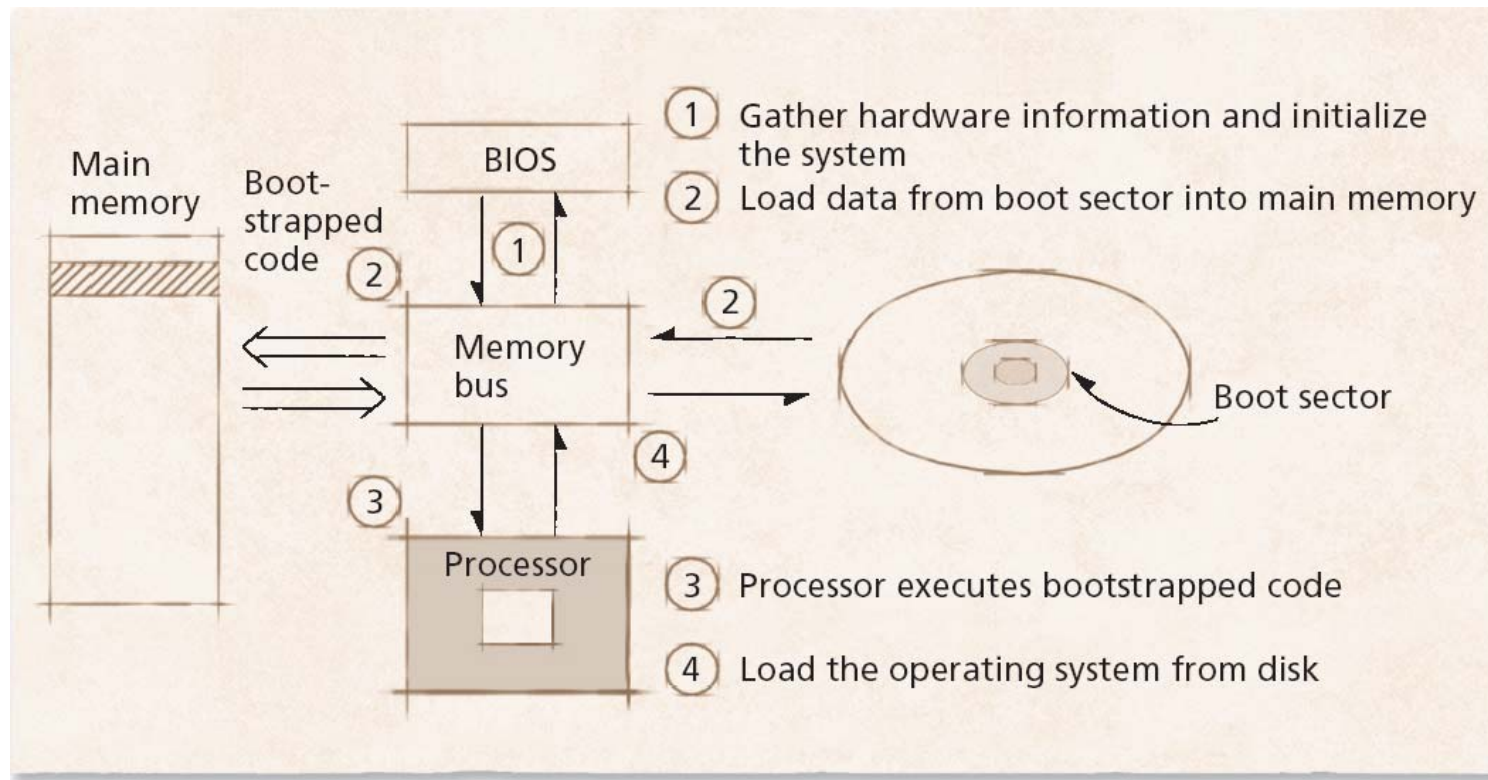 Main
memory
Boot-
strapped
code
2
BIOS
1
1 Gather hardware information and initialize
the system
2 Load data from boot sector into main memory
Memory
bus
2
Boot sector
4
3
Processor
3 Processor executes bootstrapped code
4 Load the operating system from disk